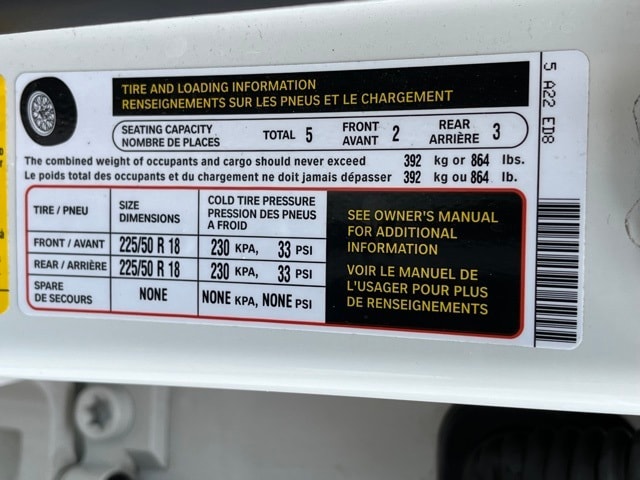 TIRE AND LOADING INFORMATION
RENSEIGNEMENTS SUR LES PNEUS ET LE CHARGEMENT
SEATING CAPACITY
NOMBRE DE PLACES
TOTAL 5
FRONT
AVANT 2
REAR
ARRIÈRE 3
The combined weight of occupants and cargo should never exceed 392 kg or 864 lbs.
Le poids total des occupants et du chargement ne doit jamais dépasser 392 kg ou 864 lb.
TIRE / PNEU
SIZE
DIMENSIONS
COLD TIRE PRESSURE
PRESSION DES PNEUS
A FROID
FRONT / AVANT 225/50 R 18 230 KPA, 33 PSI
REAR / ARRIÈRE 225/50 R 18 230 KPA, 33 PSI
SPARE
DE SECOURS
NONE NONE KPA, NONE PSI
SEE OWNER'S MANUAL
FOR ADDITIONAL
INFORMATION
VOIR LE MANUEL DE
L'USAGER POUR PLUS
DE RENSEIGNEMENTS
5 A22 ED8